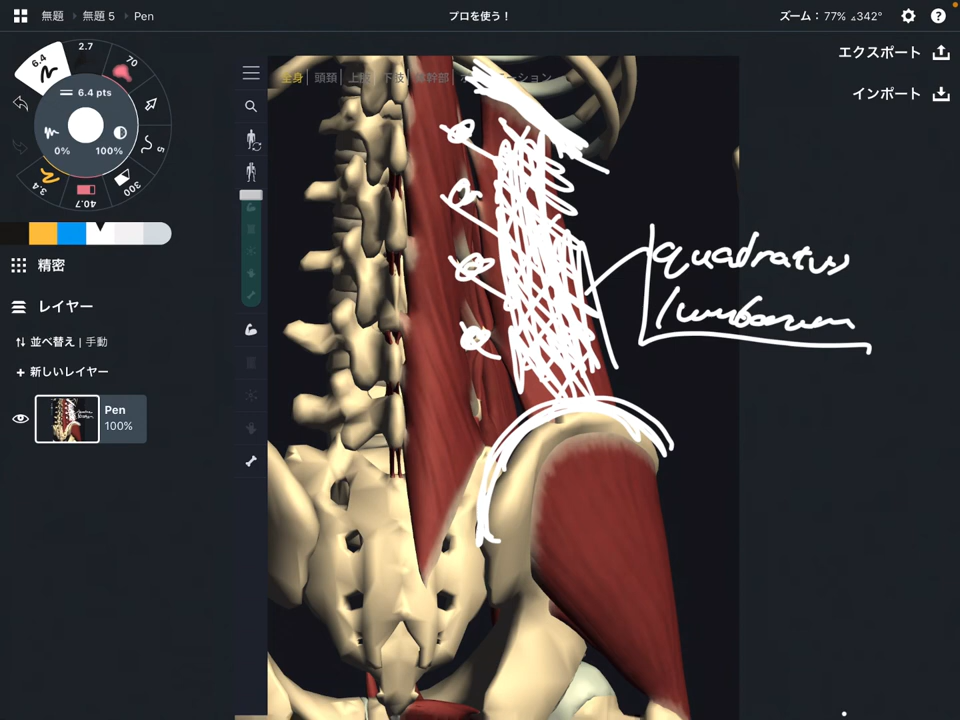 無題 › 無題 5 › Pen
プロを使う!
ズーム：77% ⊿342°
エクスポート
インポート
2.7
6.4
70
6.4 pts
0%
100%
5
3.4
40.7
300
精密
レイヤー
並べ替え | 手動
+ 新しいレイヤー
Pen
100%
全身 | 頭頚 | 上肢 | 下肢 | 体幹部
quadratus
lumborum